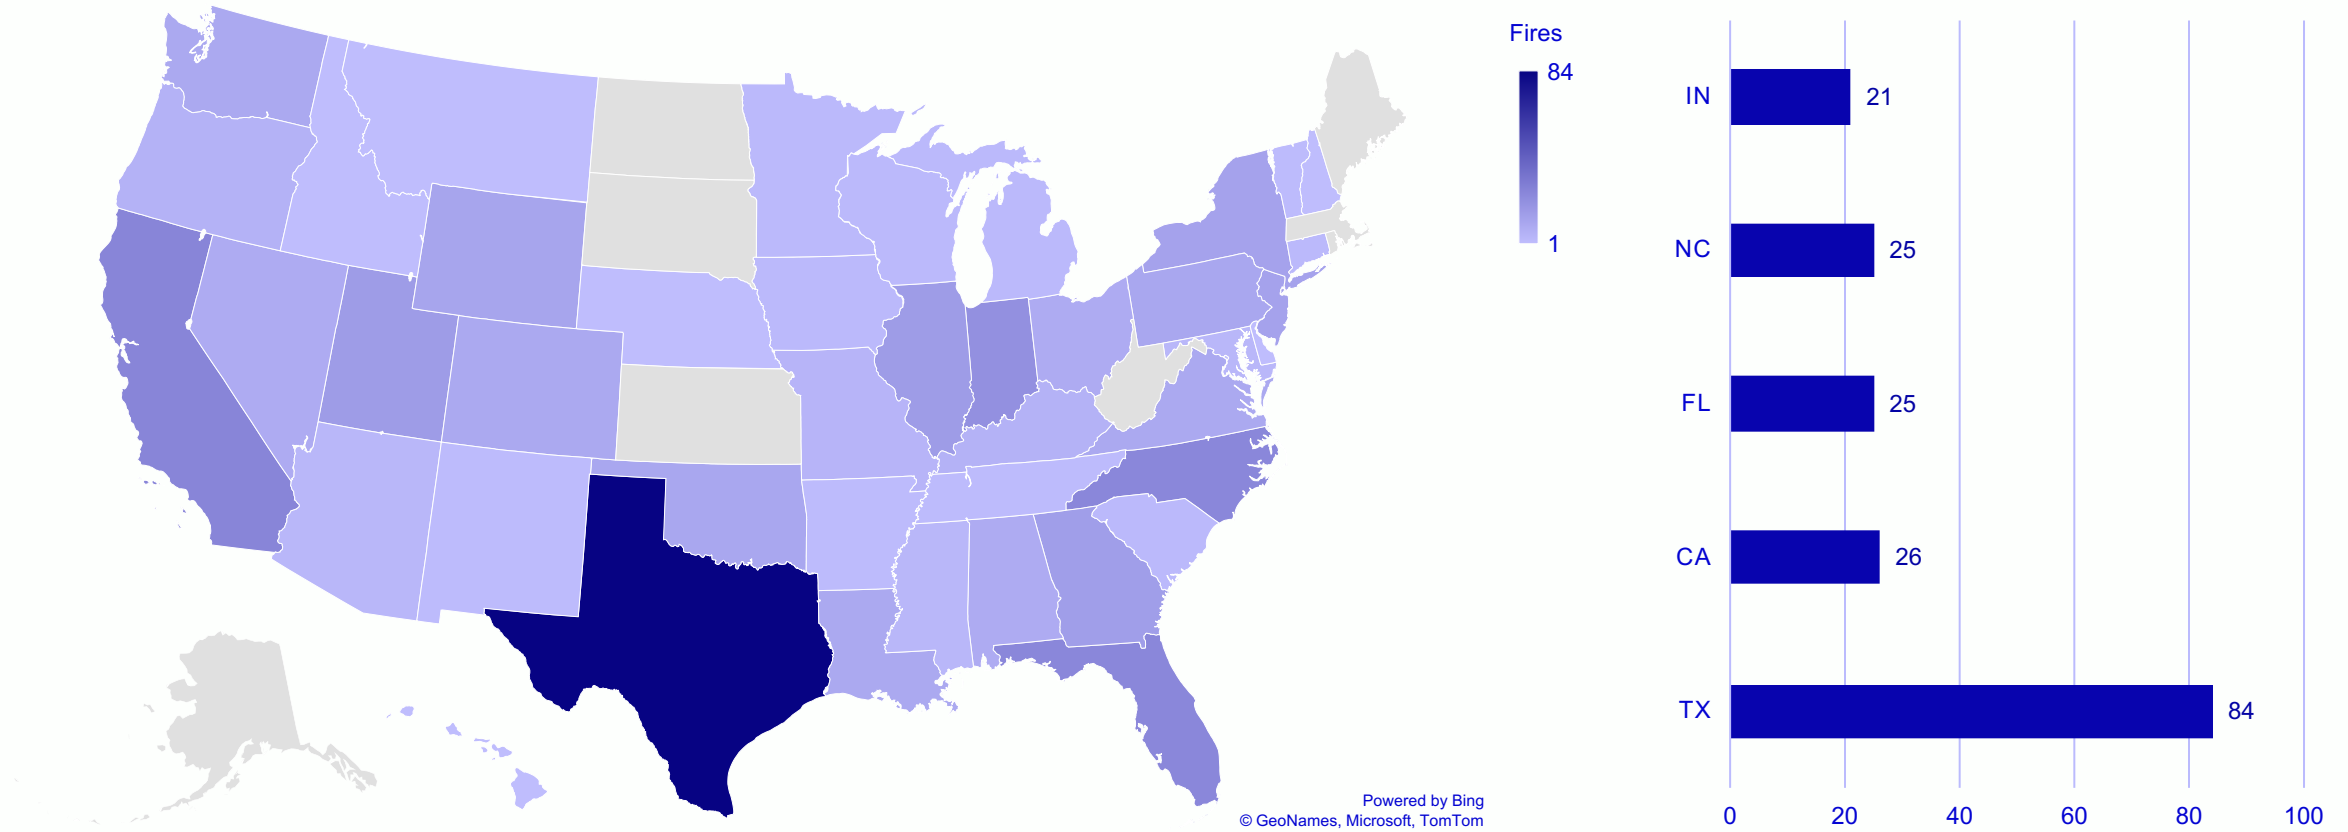 Fires
84
1
Powered by Bing
© GeoNames, Microsoft, TomTom
IN 21
NC 25
FL 25
CA 26
TX 84
0 20 40 60 80 100